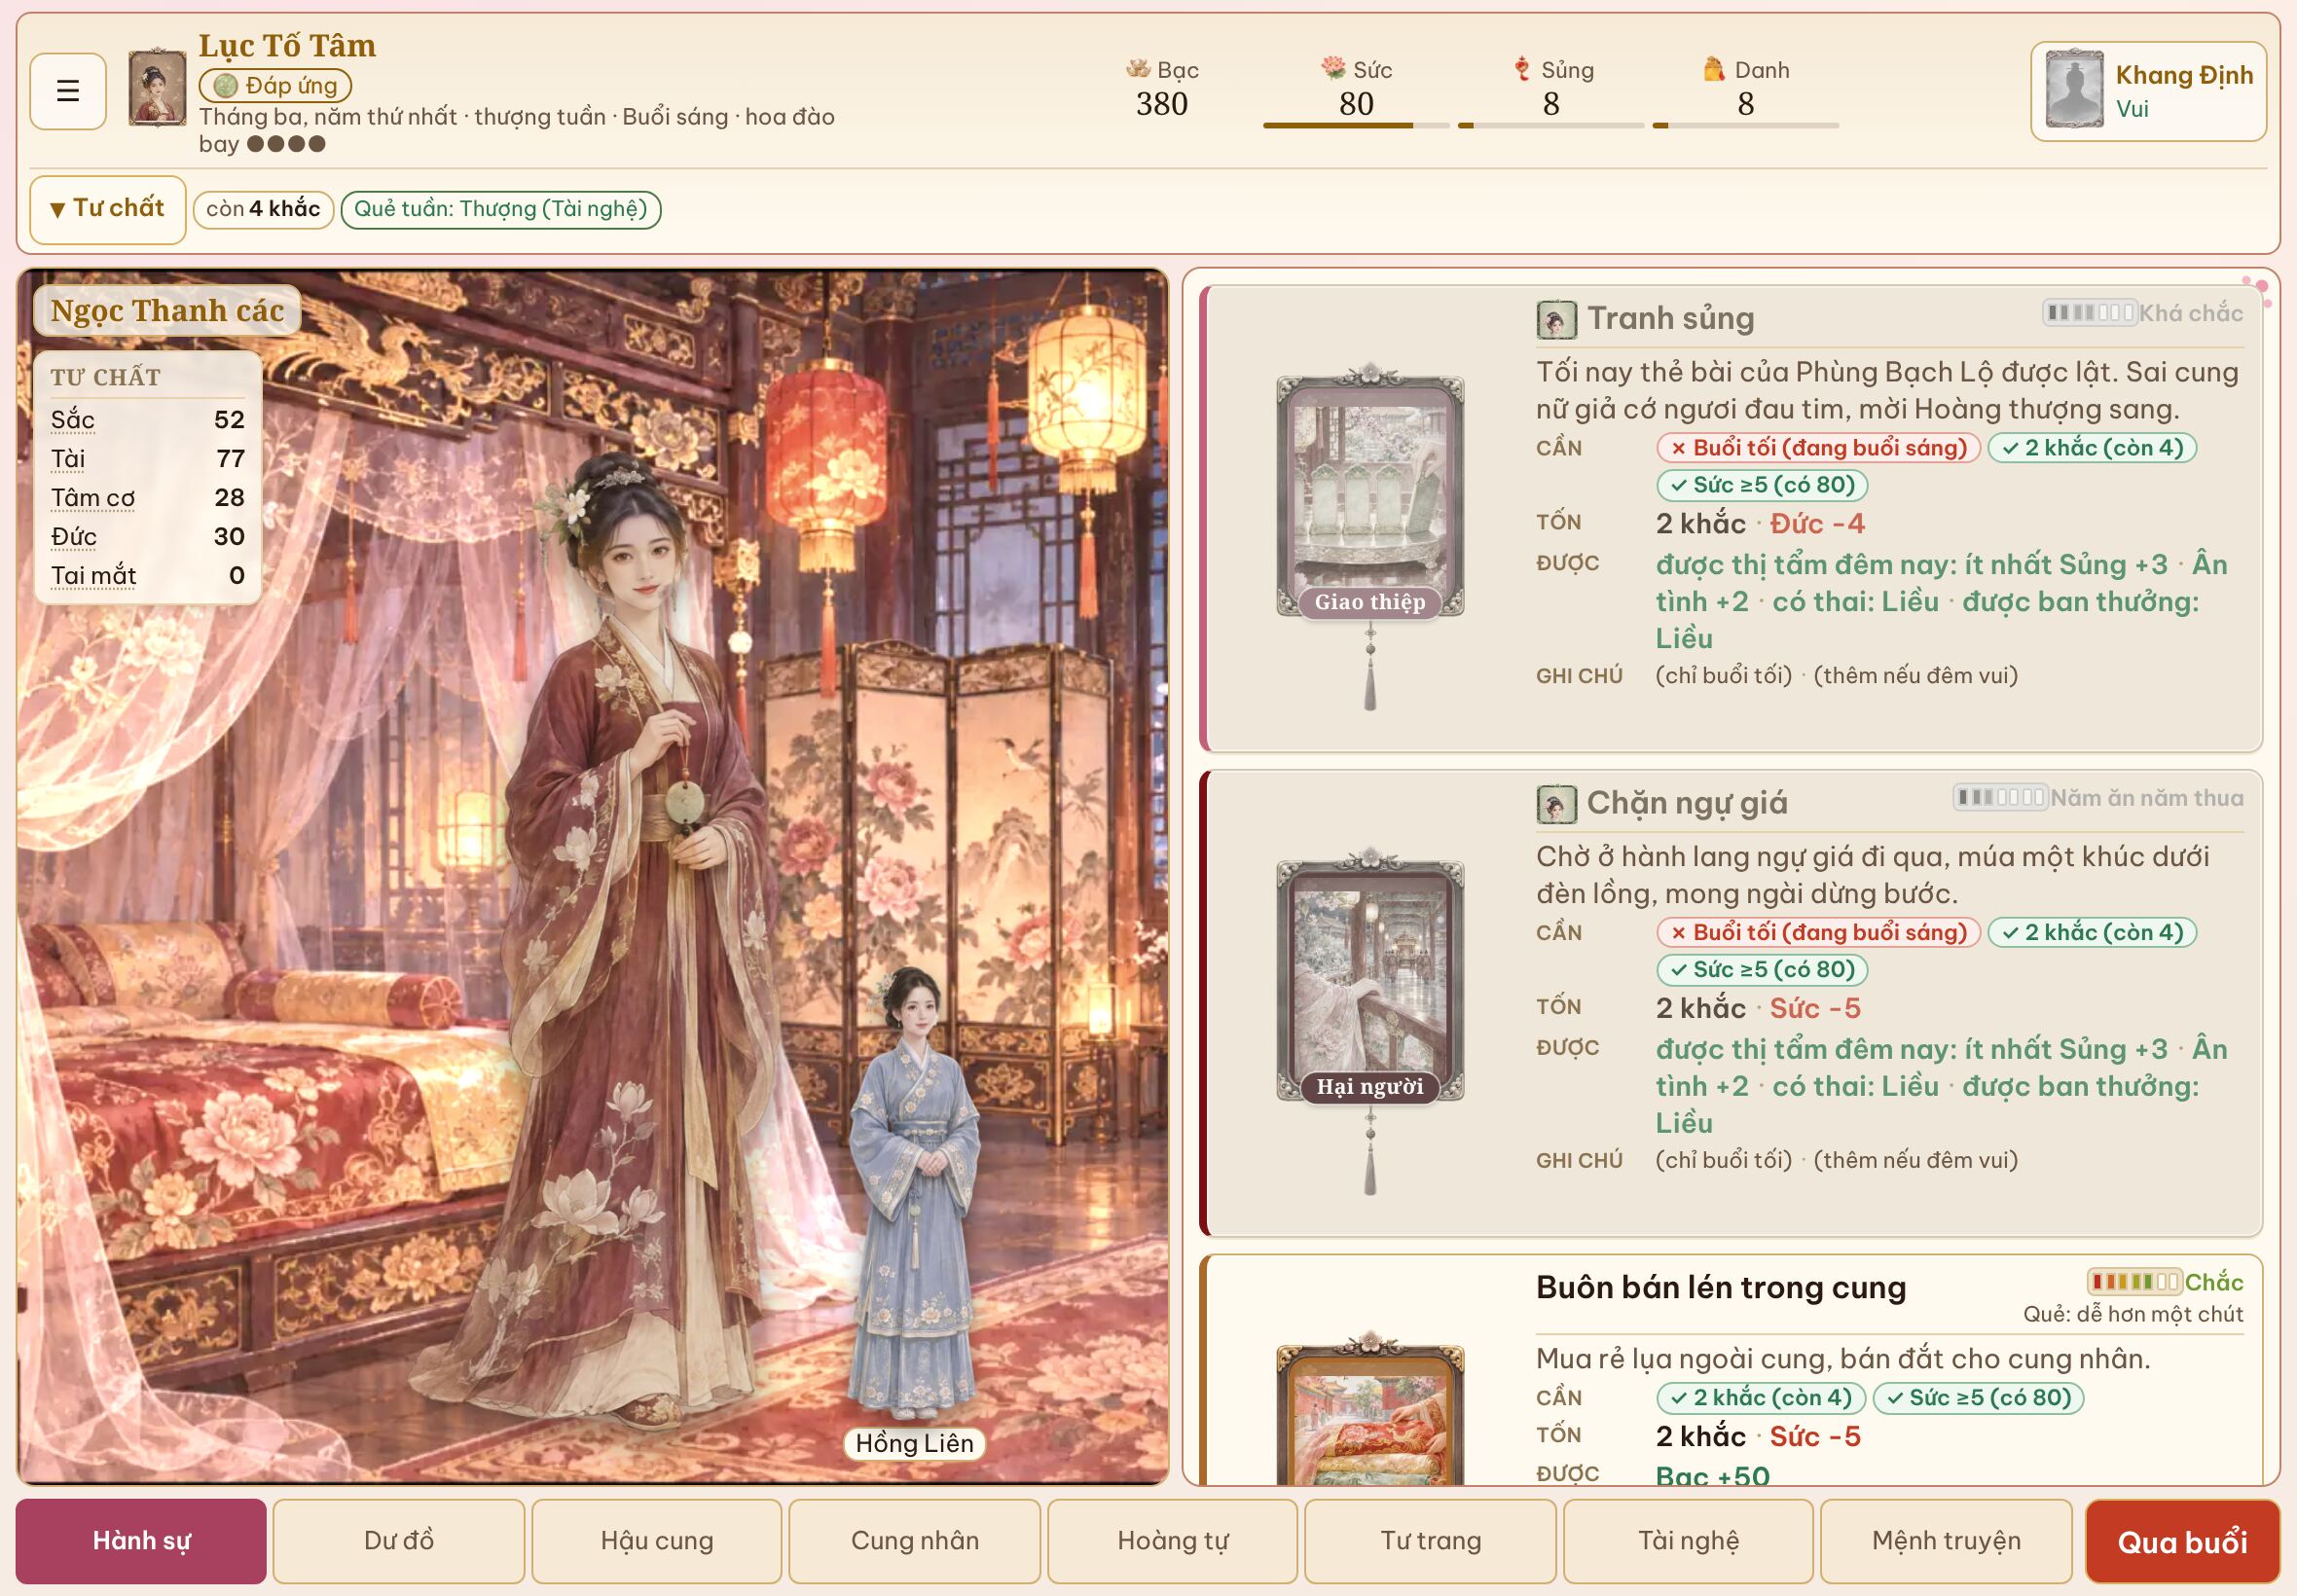 ☰
Lục Tố Tâm
Đáp ứng
Tháng ba, năm thứ nhất · thượng tuần · Buổi sáng · hoa đào
bay ●●●●
Bạc
380
Sức
80
Sủng
8
Danh
8
Khang Định
Vui
▼ Tư chất
còn 4 khắc
Quẻ tuần: Thượng (Tài nghệ)
Ngọc Thanh các
TƯ CHẤT
Sắc 52
Tài 77
Tâm cơ 28
Đức 30
Tai mắt 0
Hồng Liên
Tranh sủng
Khá chắc
Tối nay thẻ bài của Phùng Bạch Lộ được lật. Sai cung
nữ giả cớ ngươi đau tim, mời Hoàng thượng sang.
CẦN × Buổi tối (đang buổi sáng) ✓ 2 khắc (còn 4)
✓ Sức ≥5 (có 80)
TỐN 2 khắc · Đức -4
ĐƯỢC được thị tẩm đêm nay: ít nhất Sủng +3 · Ân
tình +2 · có thai: Liều · được ban thưởng:
Liều
GHI CHÚ (chỉ buổi tối) · (thêm nếu đêm vui)
Giao thiệp
Chặn ngự giá
Năm ăn năm thua
Chờ ở hành lang ngự giá đi qua, múa một khúc dưới
đèn lồng, mong ngài dừng bước.
CẦN × Buổi tối (đang buổi sáng) ✓ 2 khắc (còn 4)
✓ Sức ≥5 (có 80)
TỐN 2 khắc · Sức -5
ĐƯỢC được thị tẩm đêm nay: ít nhất Sủng +3 · Ân
tình +2 · có thai: Liều · được ban thưởng:
Liều
GHI CHÚ (chỉ buổi tối) · (thêm nếu đêm vui)
Hại người
Buôn bán lén trong cung
Chắc
Quẻ: dễ hơn một chút
Mua rẻ lụa ngoài cung, bán đắt cho cung nhân.
CẦN ✓ 2 khắc (còn 4) ✓ Sức ≥5 (có 80)
TỐN 2 khắc · Sức -5
ĐƯỢC Bạc +50
Hành sự
Dư đồ
Hậu cung
Cung nhân
Hoàng tự
Tư trang
Tài nghệ
Mệnh truyện
Qua buổi